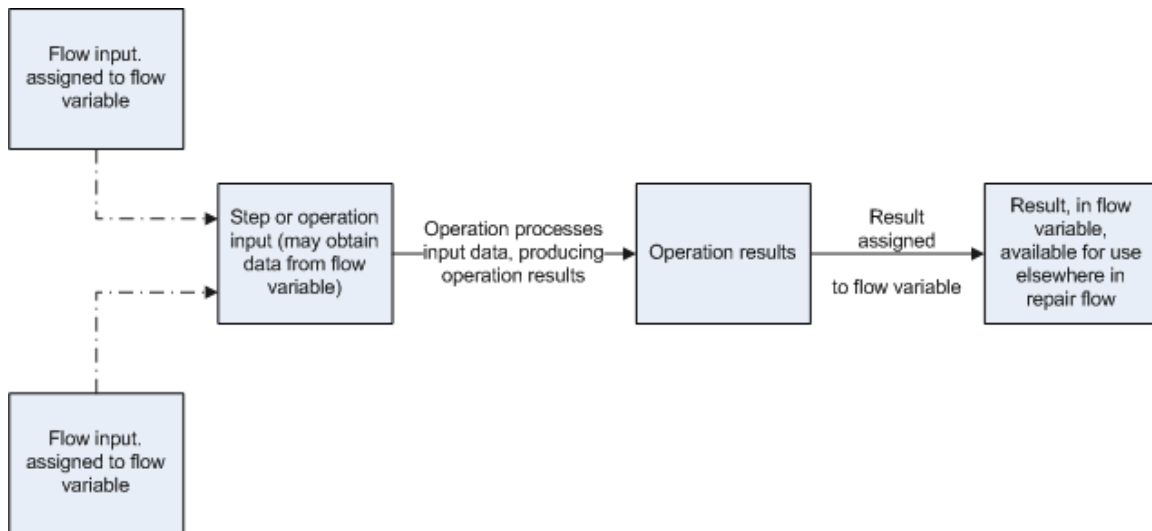 Flow input.
assigned to flow
variable
Step or operation
input (may obtain
data from flow
variable)
Operation processes
input data, producing
operation results
Operation results
Result
assigned
to flow variable
Result, in flow
variable,
available for use
elsewhere in
repair flow
Flow input.
assigned to flow
variable